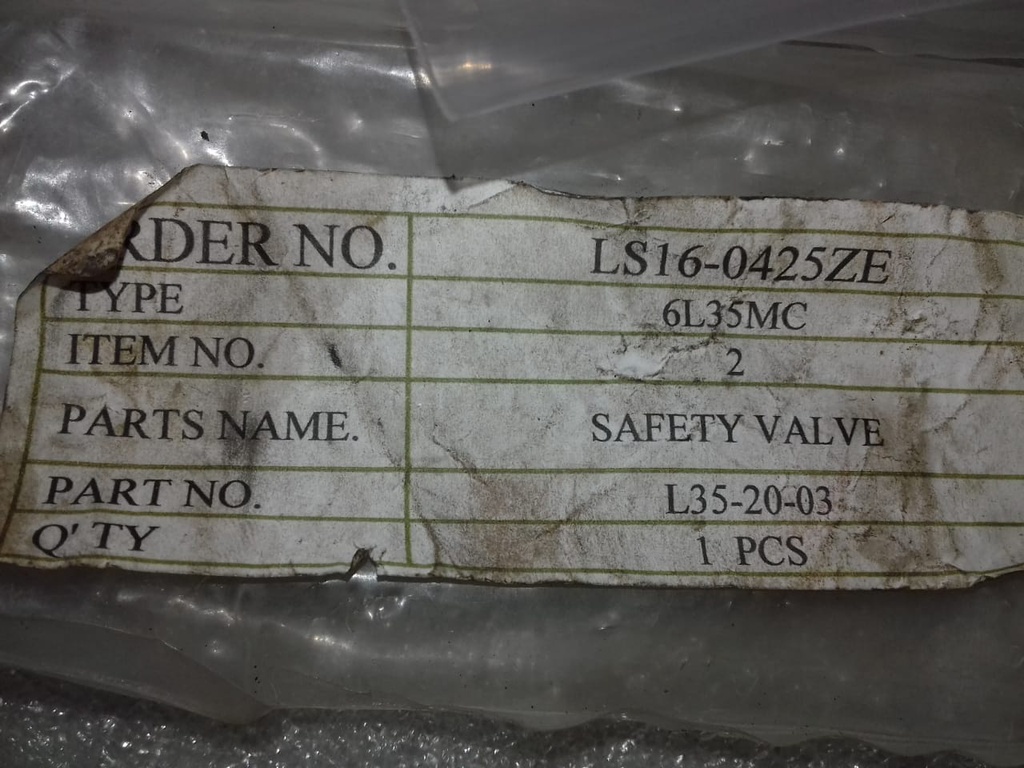 RDER NO. LS16-0425ZE
TYPE 6L35MC
ITEM NO. 2
PARTS NAME. SAFETY VALVE
PART NO. L35-20-03
Q'TY 1 PCS